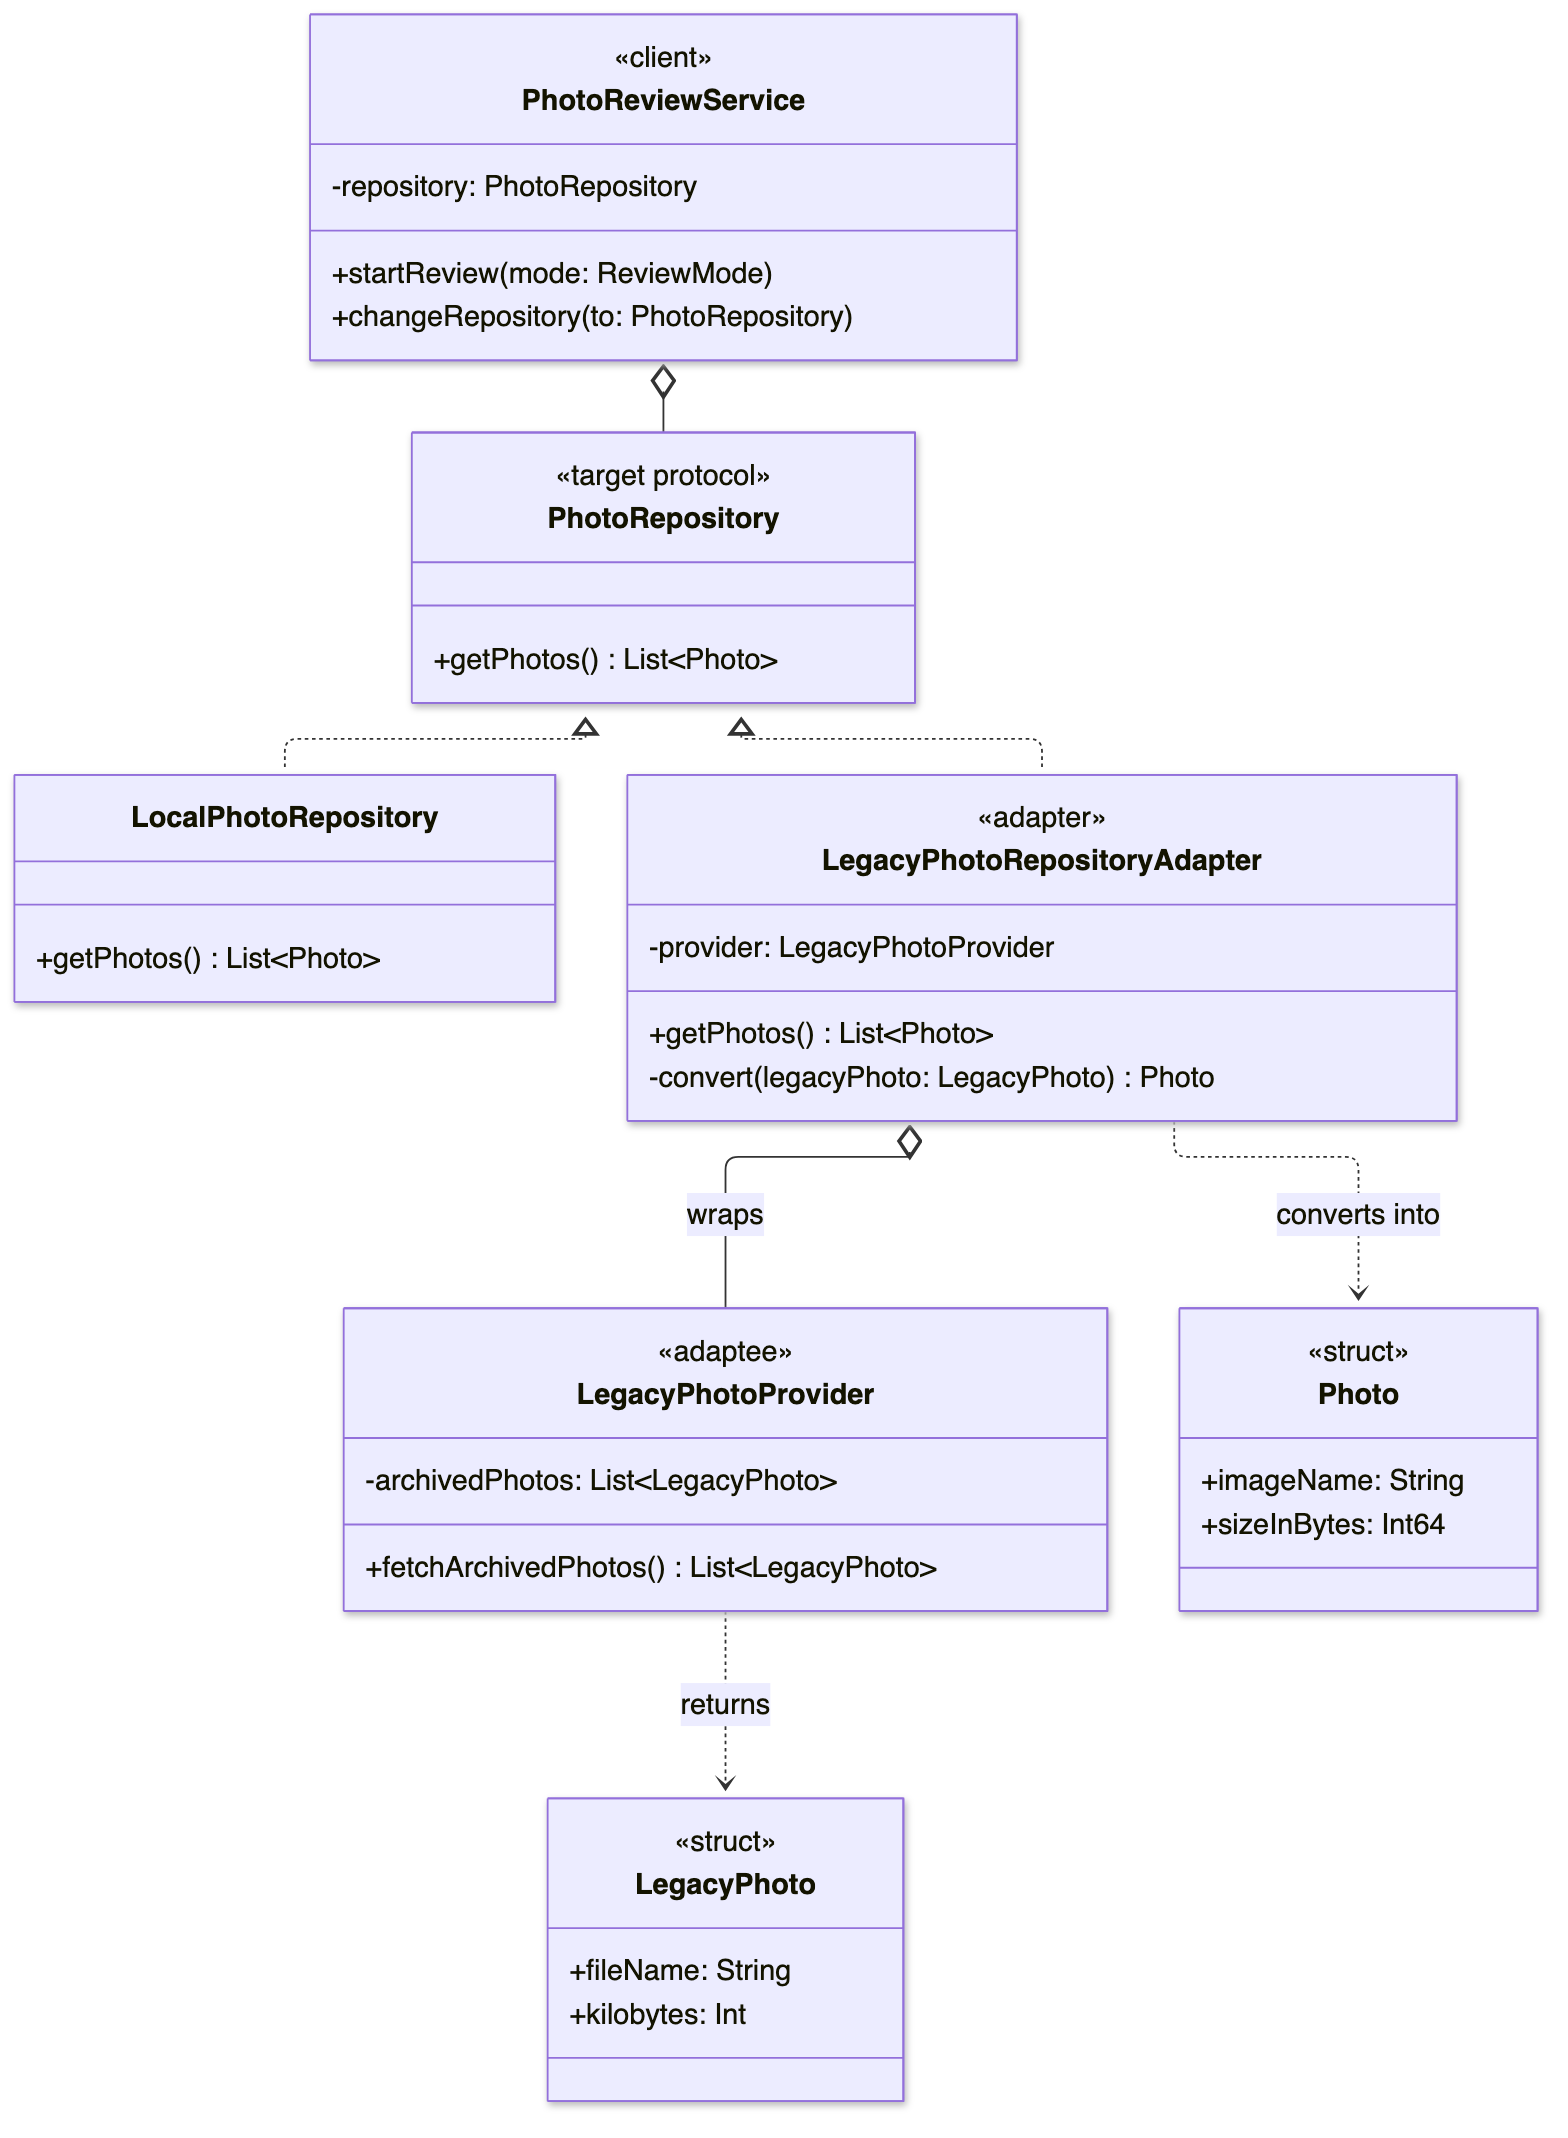 «client»
PhotoReviewService
-repository: PhotoRepository
+startReview(mode: ReviewMode)
+changeRepository(to: PhotoRepository)
«target protocol»
PhotoRepository
+getPhotos() : List<Photo>
LocalPhotoRepository
+getPhotos() : List<Photo>
«adapter»
LegacyPhotoRepositoryAdapter
-provider: LegacyPhotoProvider
+getPhotos() : List<Photo>
-convert(legacyPhoto: LegacyPhoto) : Photo
wraps
converts into
«adaptee»
LegacyPhotoProvider
-archivedPhotos: List<LegacyPhoto>
+fetchArchivedPhotos() : List<LegacyPhoto>
«struct»
Photo
+imageName: String
+sizeInBytes: Int64
returns
«struct»
LegacyPhoto
+fileName: String
+kilobytes: Int